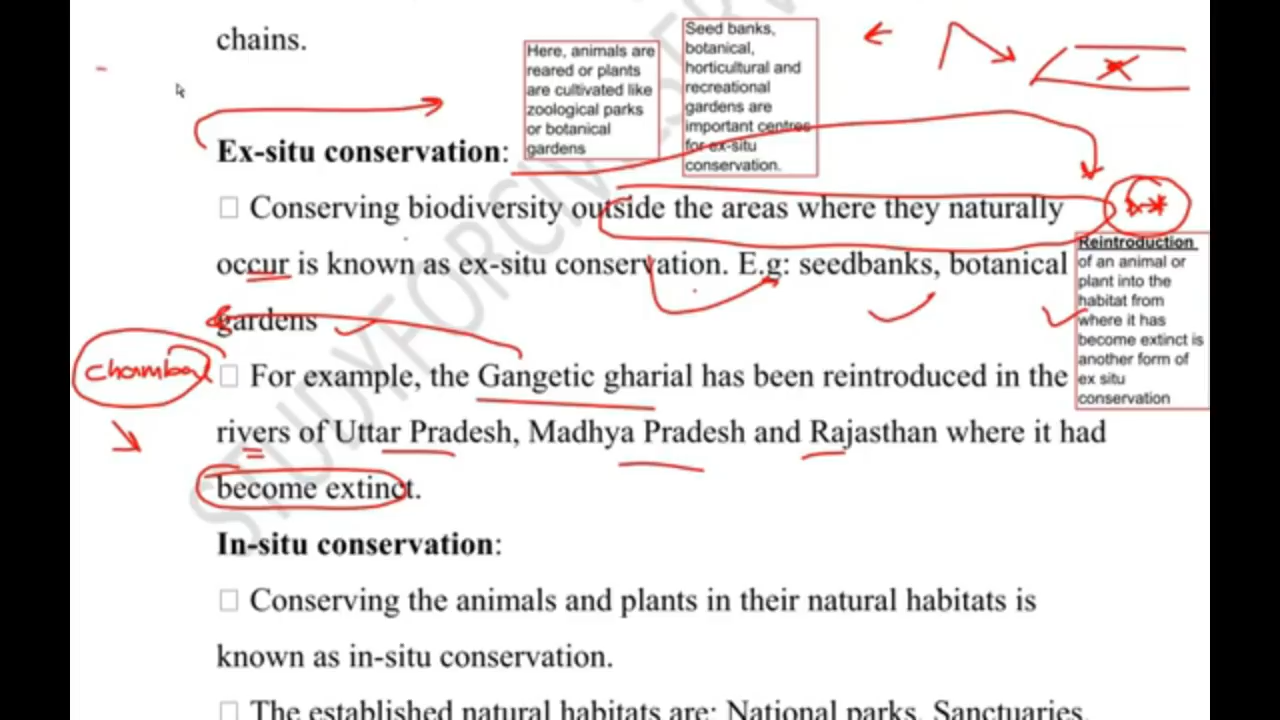 chains.
Here, animals are
reared or plants
are cultivated like
zoological parks
or botanical
gardens
Seed banks,
botanical,
horticultural and
recreational
gardens are
important centres
for ex-situ
conservation.
Ex-situ conservation:
Conserving biodiversity outside the areas where they naturally
occur is known as ex-situ conservation. E.g: seedbanks, botanical
gardens
Reintroduction
of an animal or
plant into the
habitat from
where it has
become extinct is
another form of
ex situ
conservation
chambal
For example, the Gangetic gharial has been reintroduced in the
rivers of Uttar Pradesh, Madhya Pradesh and Rajasthan where it had
become extinct.
In-situ conservation:
Conserving the animals and plants in their natural habitats is
known as in-situ conservation.
The established natural habitats are: National parks, Sanctuaries,